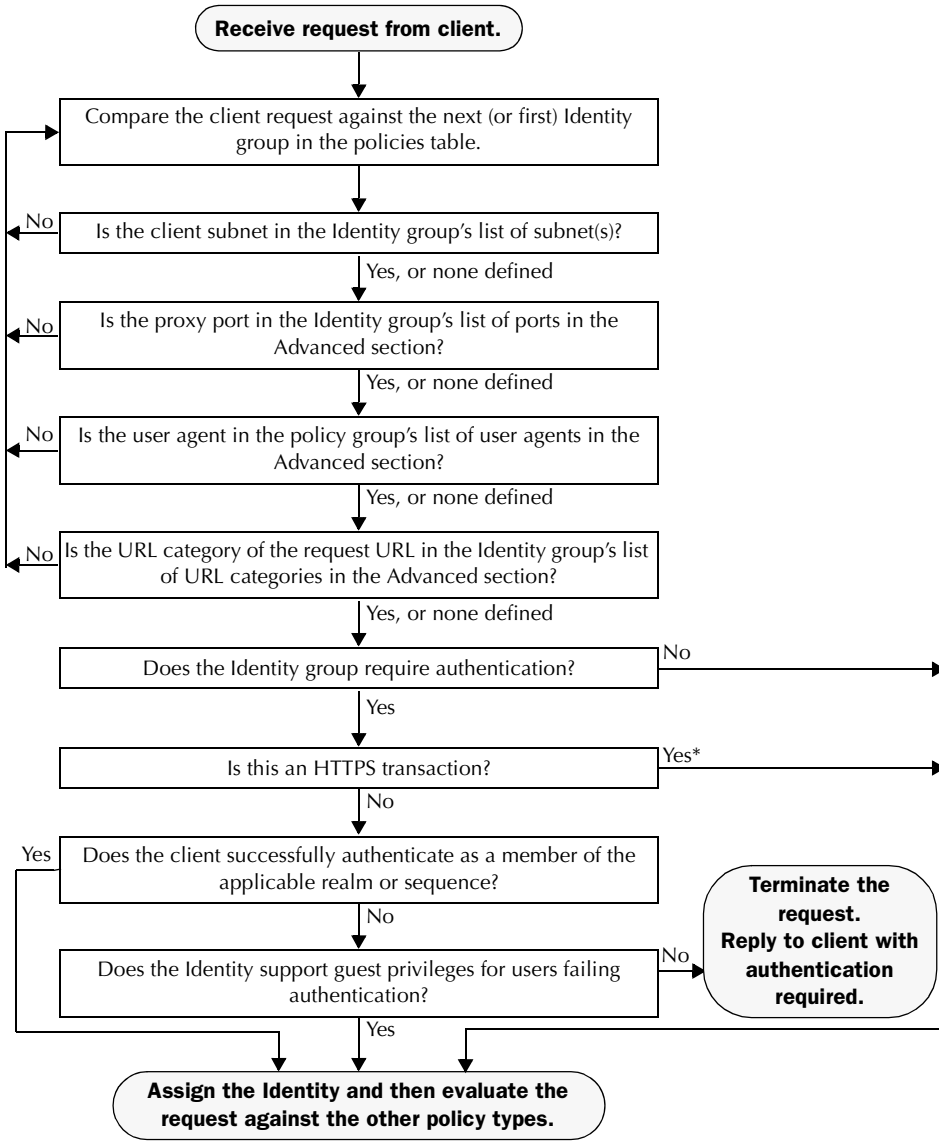 Receive request from client.
Compare the client request against the next (or first) Identity
group in the policies table.
No
Is the client subnet in the Identity group’s list of subnet(s)?
Yes, or none defined
No
Is the proxy port in the Identity group’s list of ports in the
Advanced section?
Yes, or none defined
No
Is the user agent in the policy group’s list of user agents in the
Advanced section?
Yes, or none defined
No
Is the URL category of the request URL in the Identity group’s list
of URL categories in the Advanced section?
Yes, or none defined
Does the Identity group require authentication?
No
Yes
Is this an HTTPS transaction?
Yes*
No
Yes
Does the client successfully authenticate as a member of the
applicable realm or sequence?
No
Does the Identity support guest privileges for users failing
authentication?
No
Terminate the
request.
Reply to client with
authentication
required.
Yes
Assign the Identity and then evaluate the
request against the other policy types.